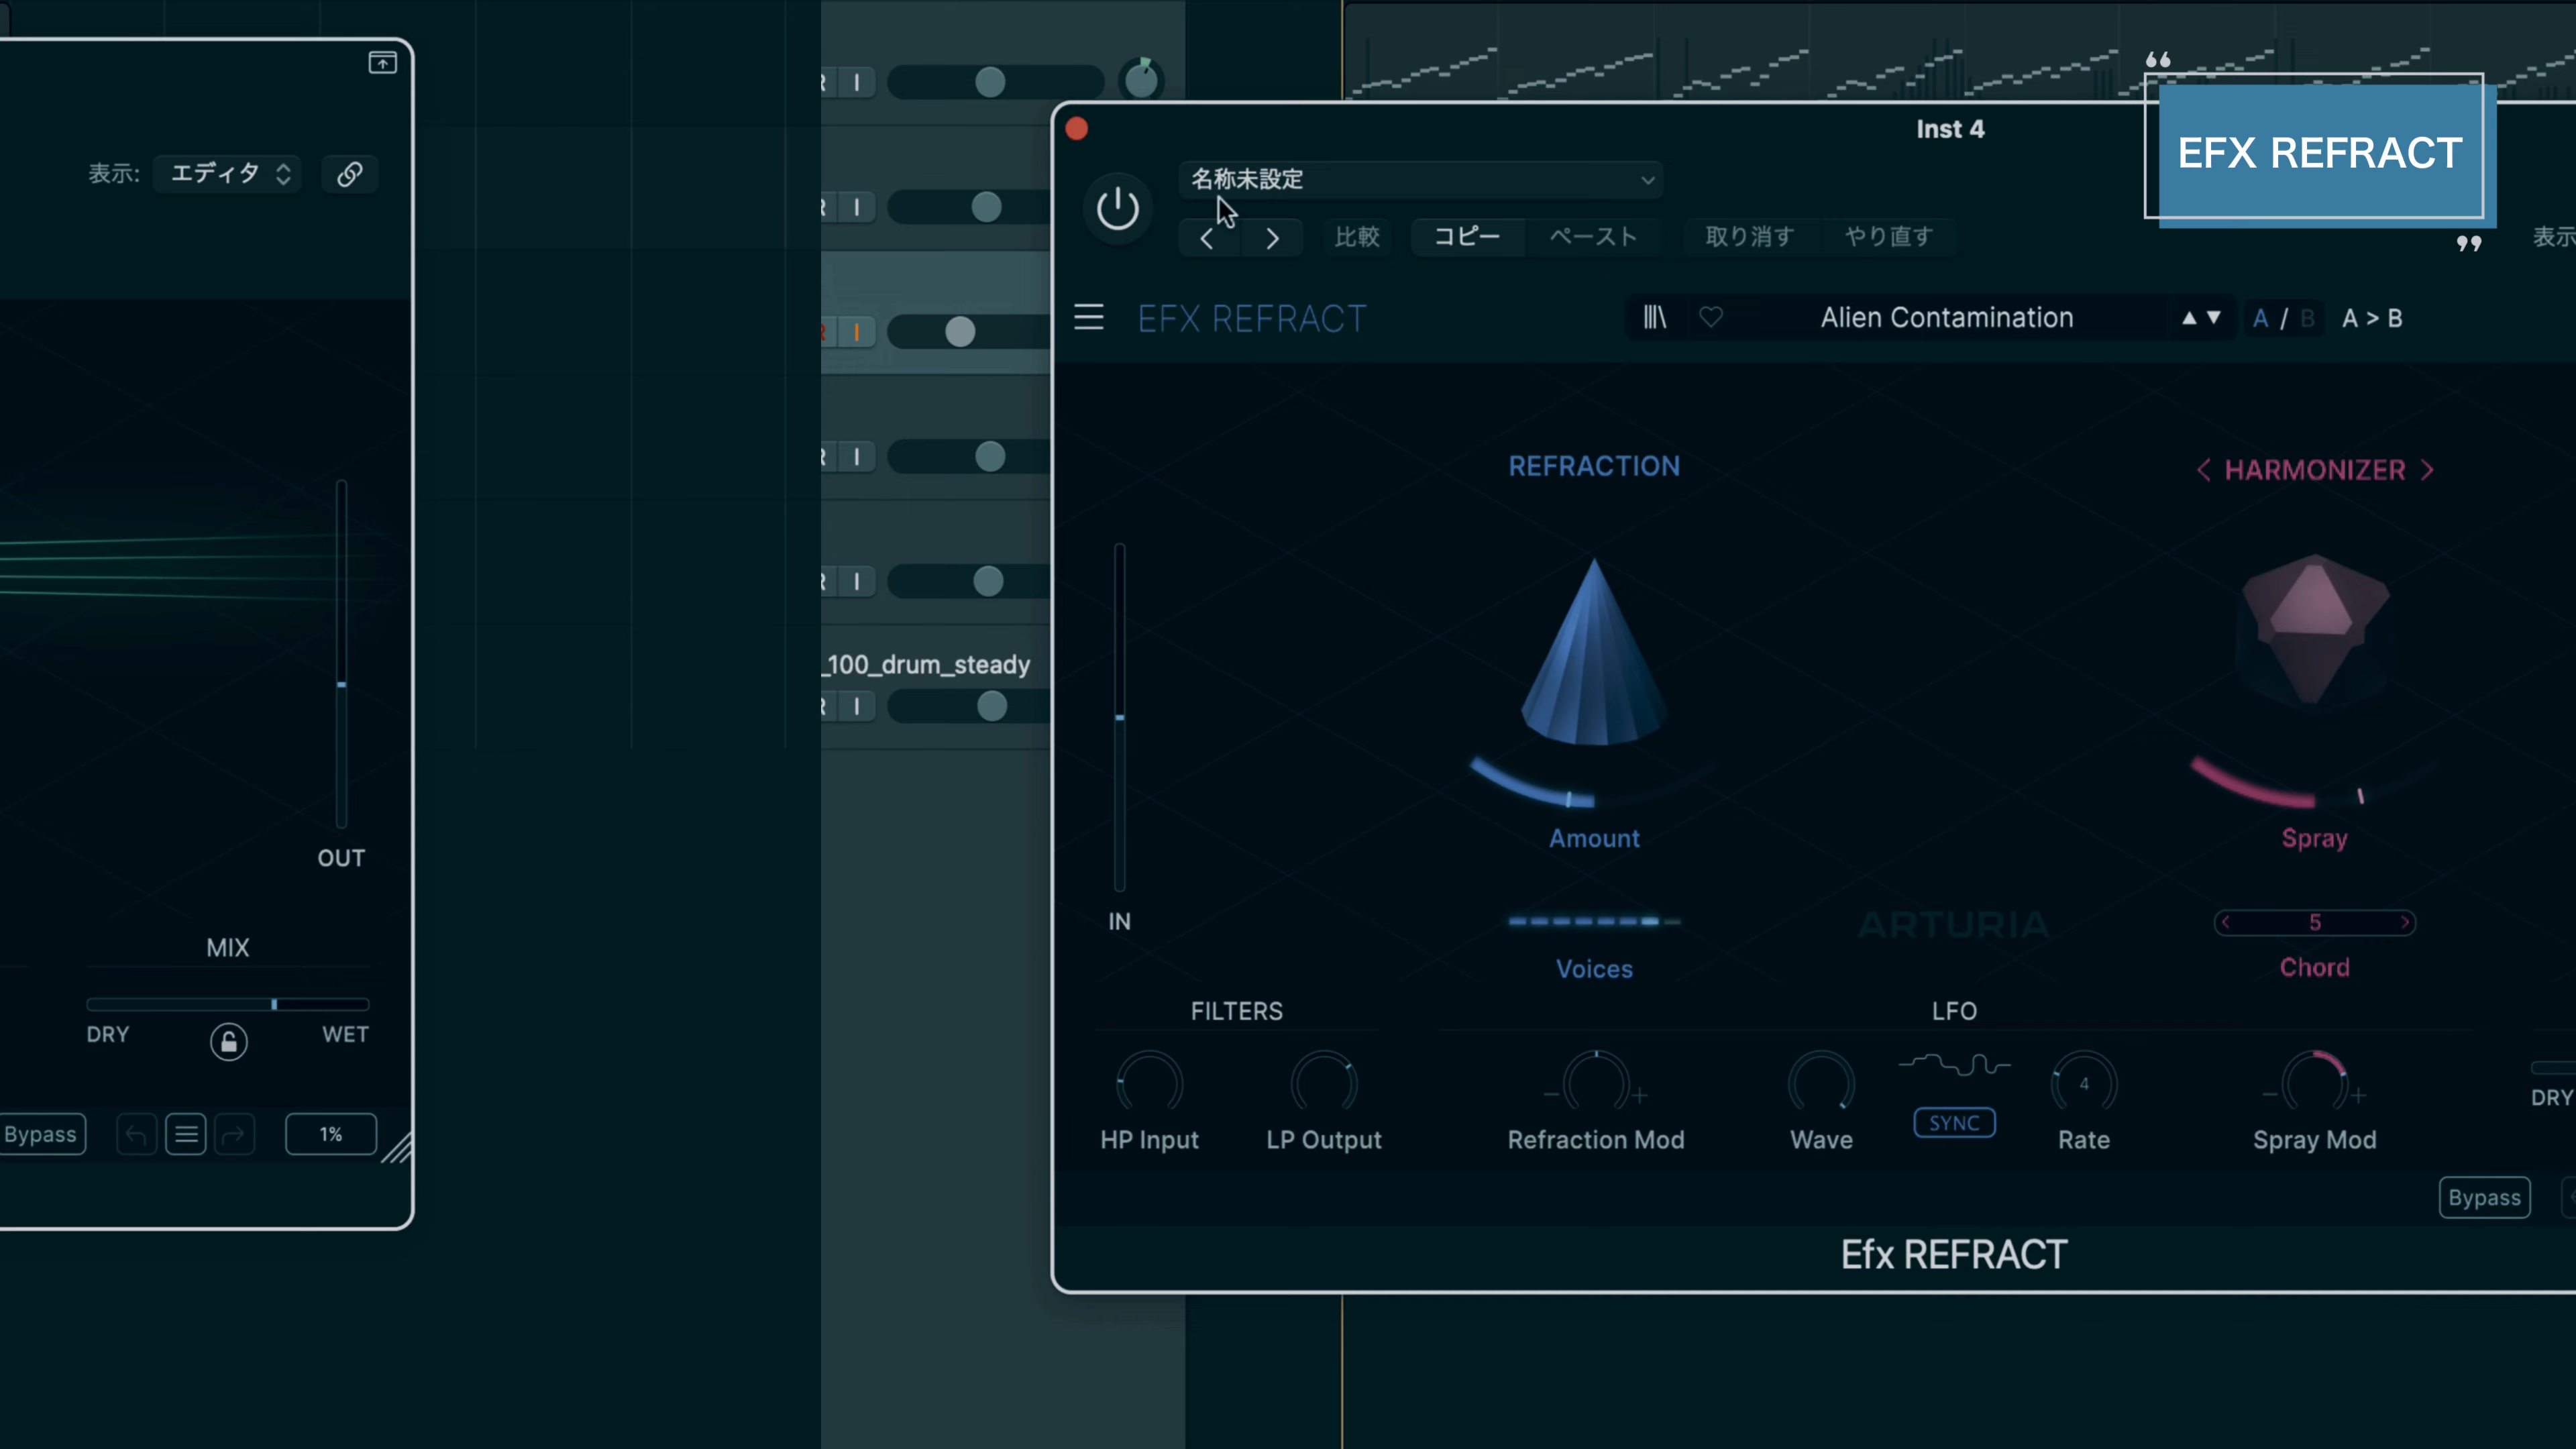 表示: エディタ
OUT
MIX
DRY WET
Bypass 1%
R I
R I
R I
R I
R I
_100_drum_steady
R I
Inst 4
“
EFX REFRACT
”
名称未設定
比較 コピー ペースト 取り消す やり直す 表示
EFX REFRACT
Alien Contamination
A / B A > B
REFRACTION
< HARMONIZER >
Amount
Spray
IN
ARTURIA
5
Voices
Chord
FILTERS
LFO
4
SYNC
DRY
HP Input LP Output Refraction Mod Wave Rate Spray Mod
Bypass
Efx REFRACT